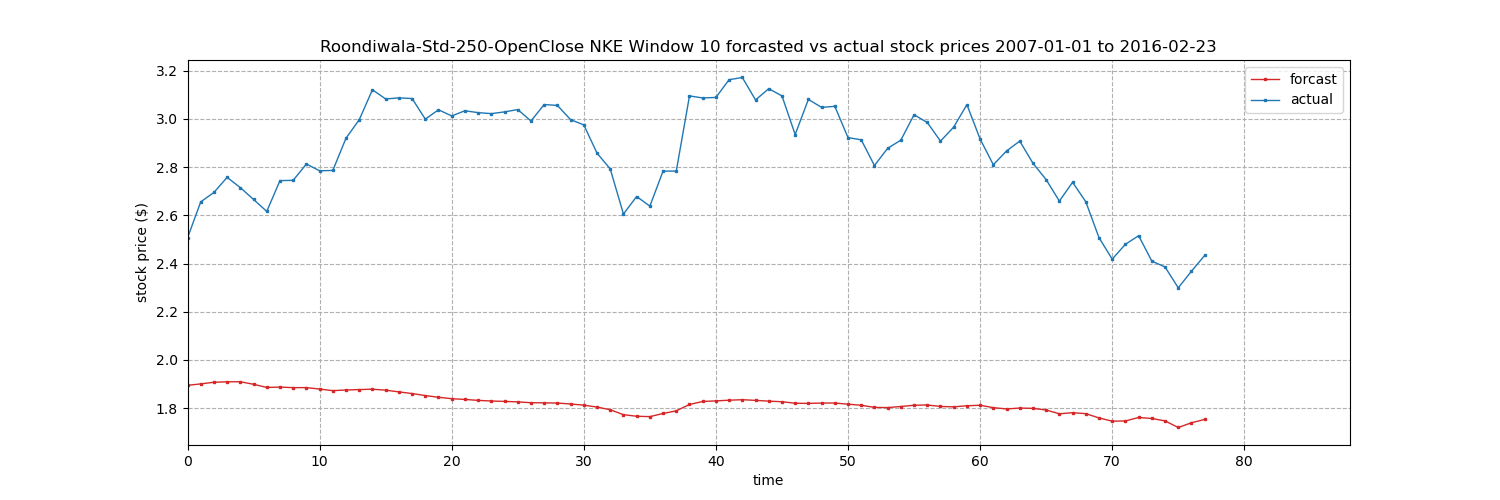 Roondiwala-Std-250-OpenClose NKE Window 10 forcasted vs actual stock prices 2007-01-01 to 2016-02-23
forcast
actual
stock price ($)
3.2
3.0
2.8
2.6
2.4
2.2
2.0
1.8
0 10 20 30 40 50 60 70 80
time